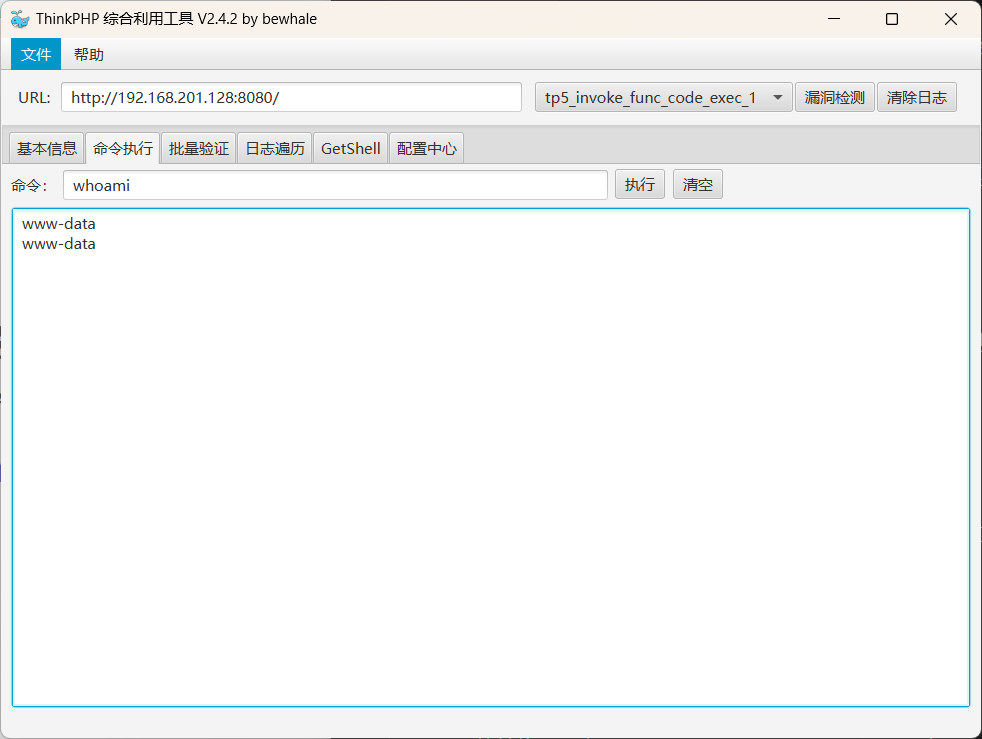 ThinkPHP 综合利用工具 V2.4.2 by bewhale
文件 帮助
URL: http://192.168.201.128:8080/ tp5_invoke_func_code_exec_1 漏洞检测 清除日志
基本信息 命令执行 批量验证 日志遍历 GetShell 配置中心
命令: whoami 执行 清空
www-data
www-data